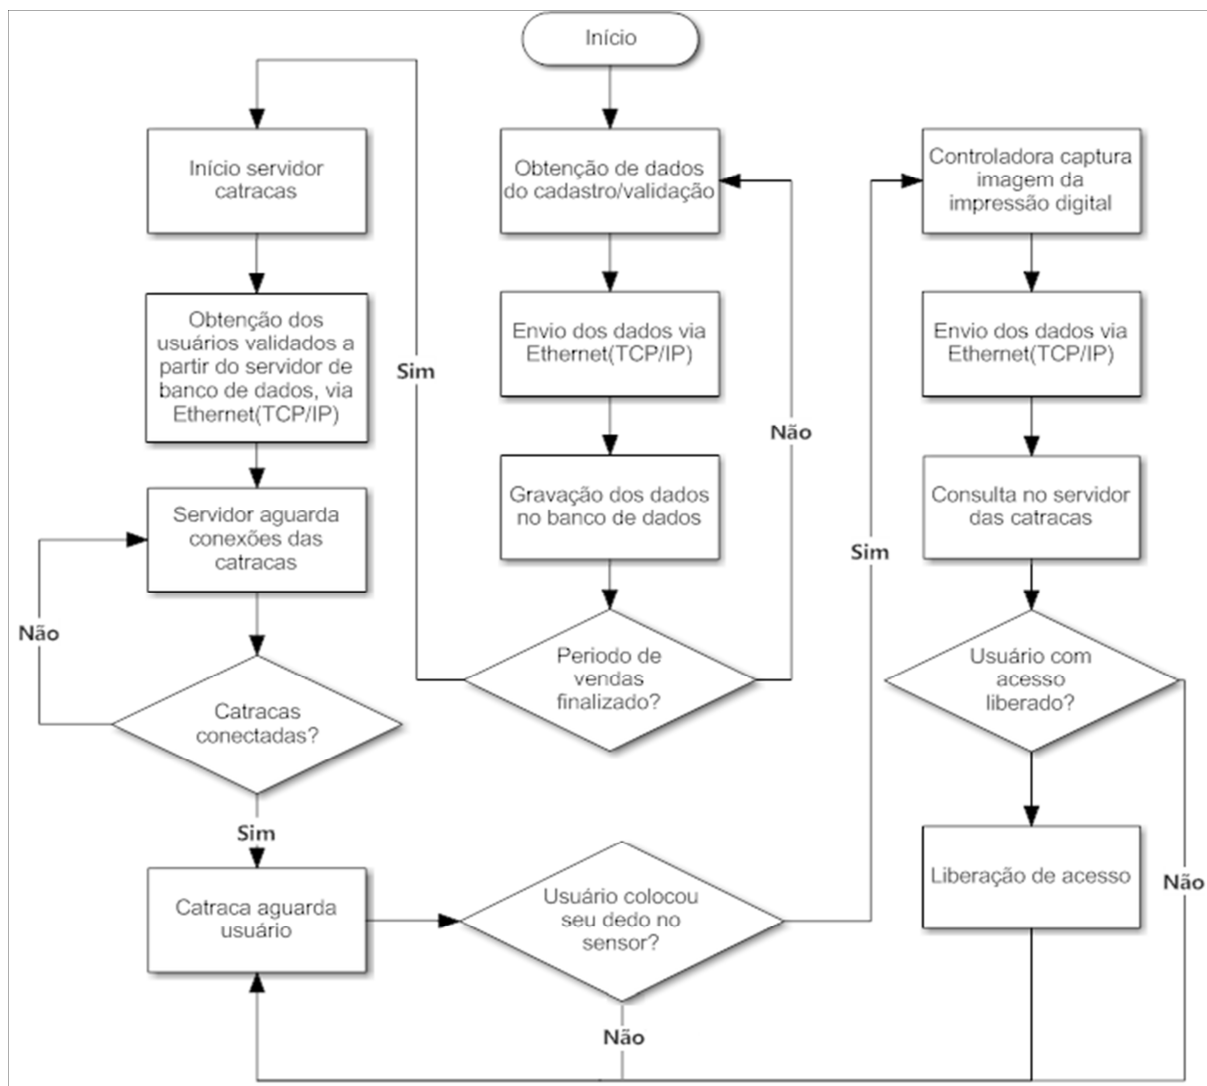 Início
Obtenção de dados
do cadastro/validação
Envio dos dados via
Ethernet(TCP/IP)
Gravação dos dados
no banco de dados
Periodo de
vendas
finalizado?
Não
Sim
Início servidor
catracas
Obtenção dos
usuários validados a
partir do servidor de
banco de dados, via
Ethernet(TCP/IP)
Servidor aguarda
conexões das
catracas
Catracas
conectadas?
Não
Sim
Catraca aguarda
usuário
Usuário colocou
seu dedo no
sensor?
Não
Sim
Controladora captura
imagem da
impressão digital
Envio dos dados via
Ethernet(TCP/IP)
Consulta no servidor
das catracas
Usuário com
acesso
liberado?
Liberação de acesso
Não